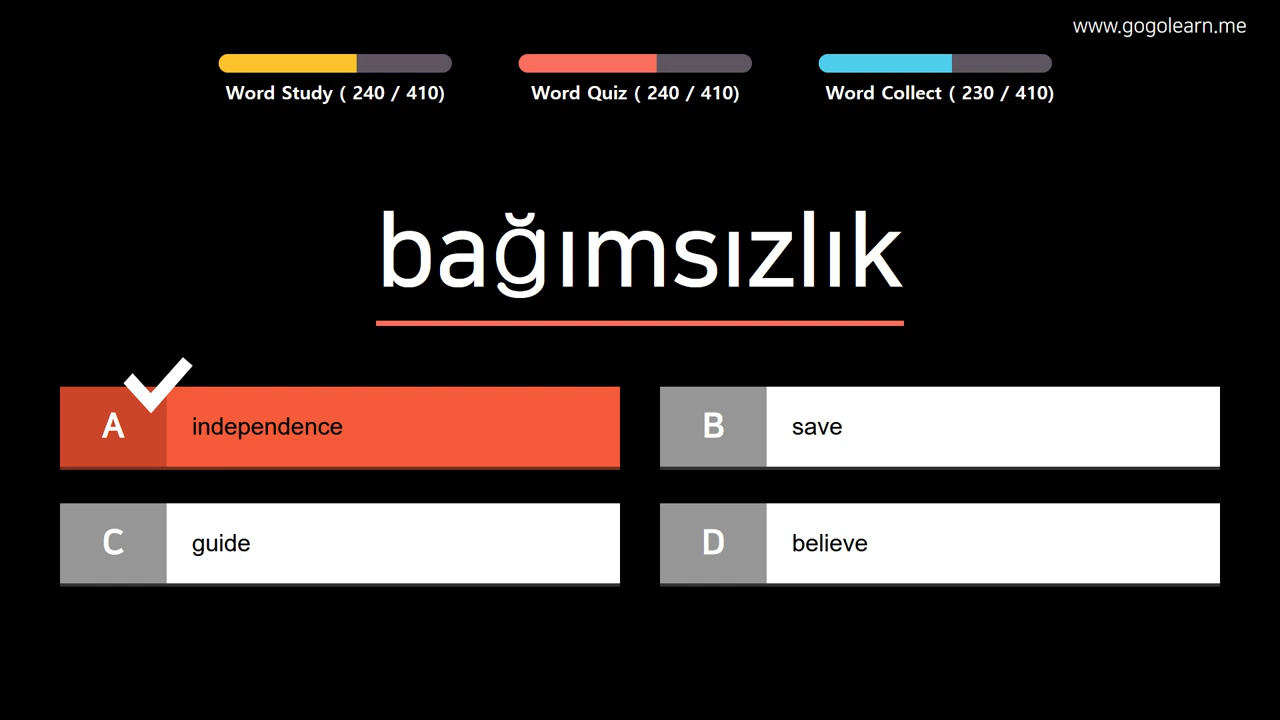 www.gogolearn.me
Word Study ( 240 / 410)
Word Quiz ( 240 / 410)
Word Collect ( 230 / 410)
bağımsızlık
A independence
B save
C guide
D believe